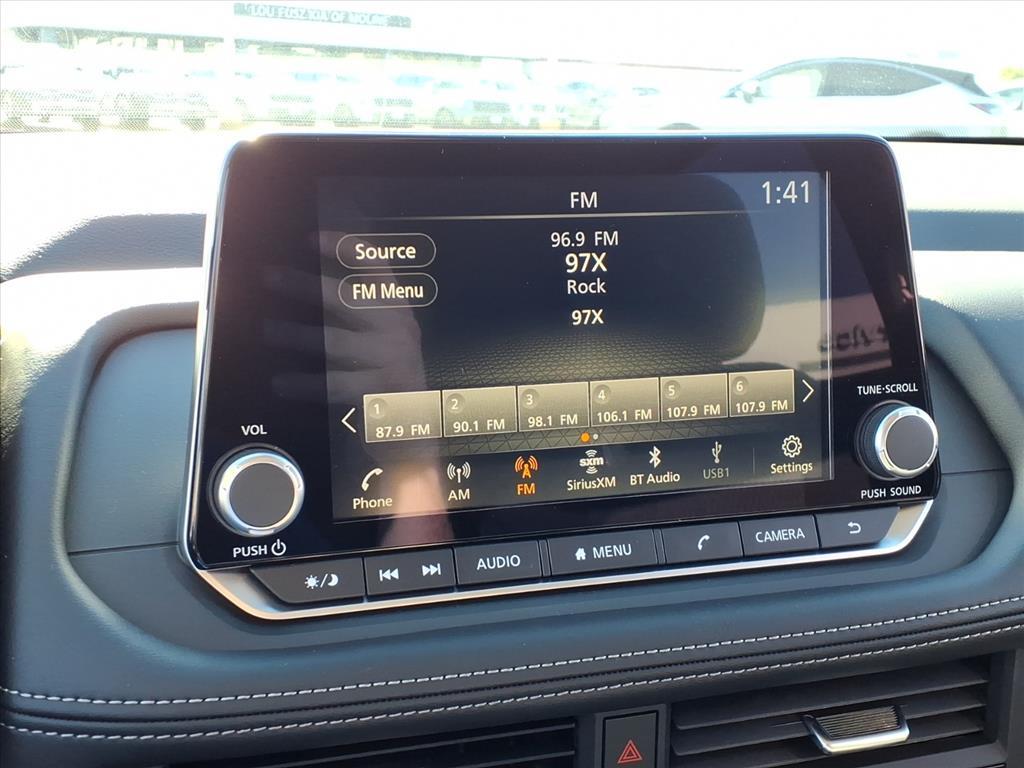 LOU FUSZ KIA OF MOLINE
FM
1:41
Source
96.9 FM
97X
FM Menu
Rock
97X
1
87.9 FM
2
90.1 FM
3
98.1 FM
4
106.1 FM
5
107.9 FM
6
107.9 FM
TUNE·SCROLL
VOL
Phone
AM
FM
sxm
SiriusXM
BT Audio
USB1
Settings
PUSH SOUND
PUSH
AUDIO
MENU
CAMERA